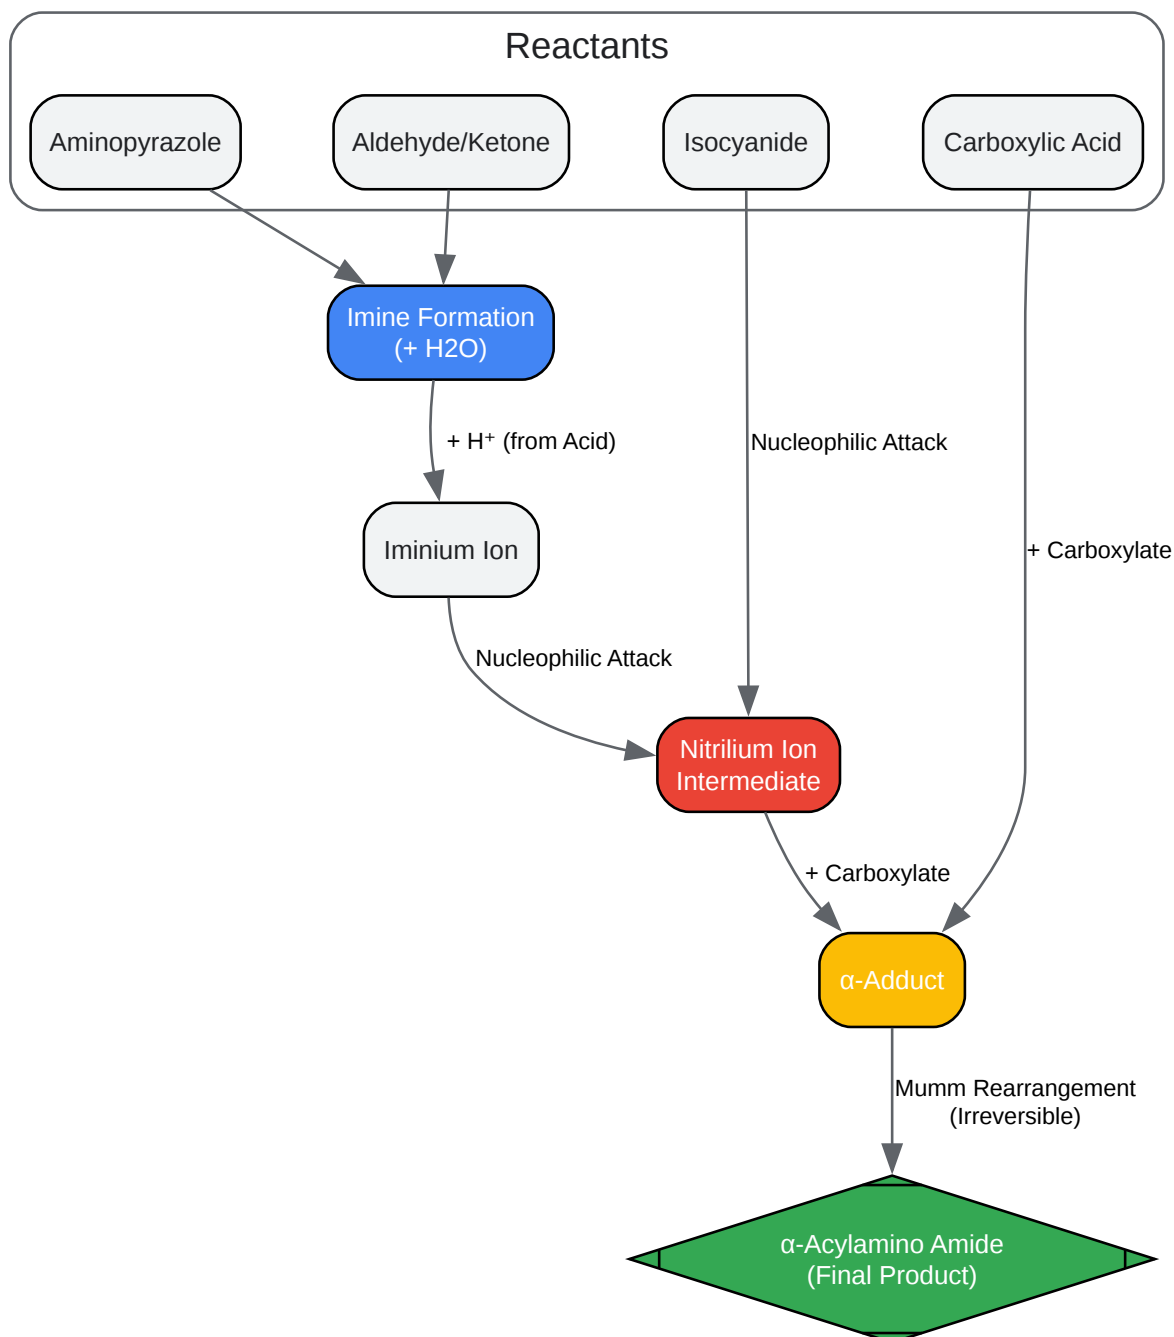 Reactants
Aminopyrazole
Aldehyde/Ketone
Isocyanide
Carboxylic Acid
Imine Formation
(+ H2O)
+ H⁺ (from Acid)
Nucleophilic Attack
Iminium Ion
+ Carboxylate
Nucleophilic Attack
Nitrilium Ion
Intermediate
+ Carboxylate
α-Adduct
Mumm Rearrangement
(Irreversible)
α-Acylamino Amide
(Final Product)